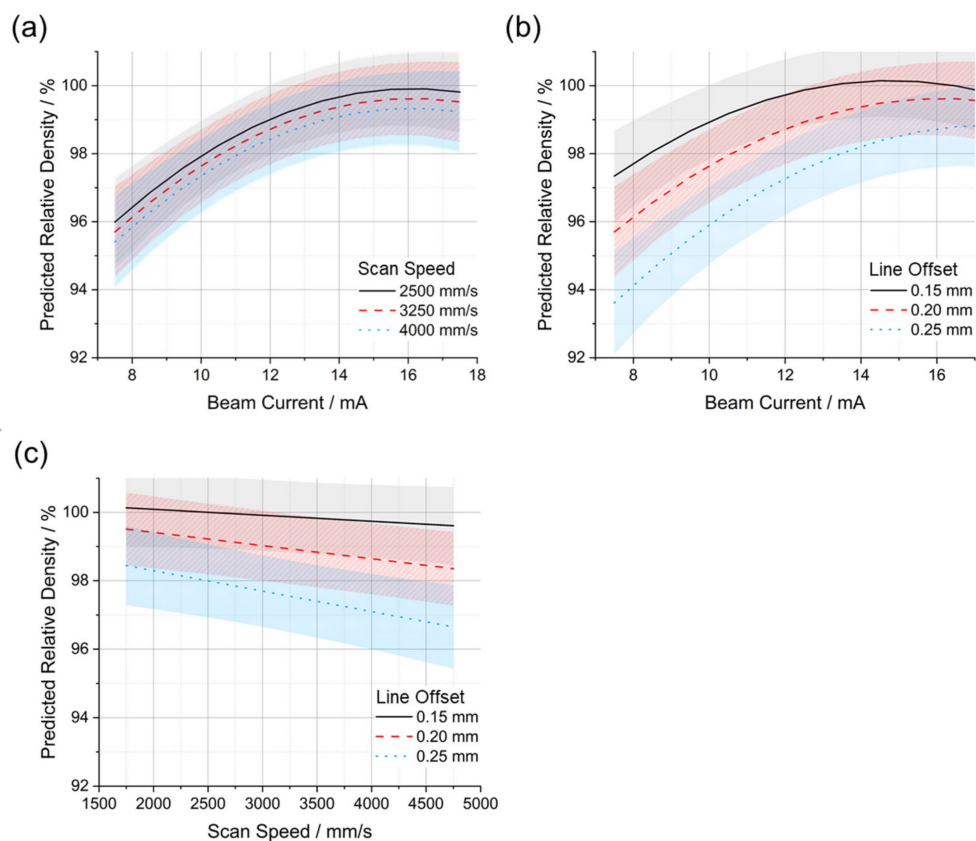 (a)
Predicted Relative Density / %
100
98
96
94
92
8
10
12
14
16
18
Beam Current / mA
Scan Speed
2500 mm/s
3250 mm/s
4000 mm/s
(b)
Predicted Relative Density / %
100
98
96
94
92
8
10
12
14
16
Beam Current / mA
Line Offset
0.15 mm
0.20 mm
0.25 mm
(c)
Predicted Relative Density / %
100
98
96
94
92
1500
2000
2500
3000
3500
4000
4500
5000
Scan Speed / mm/s
Line Offset
0.15 mm
0.20 mm
0.25 mm